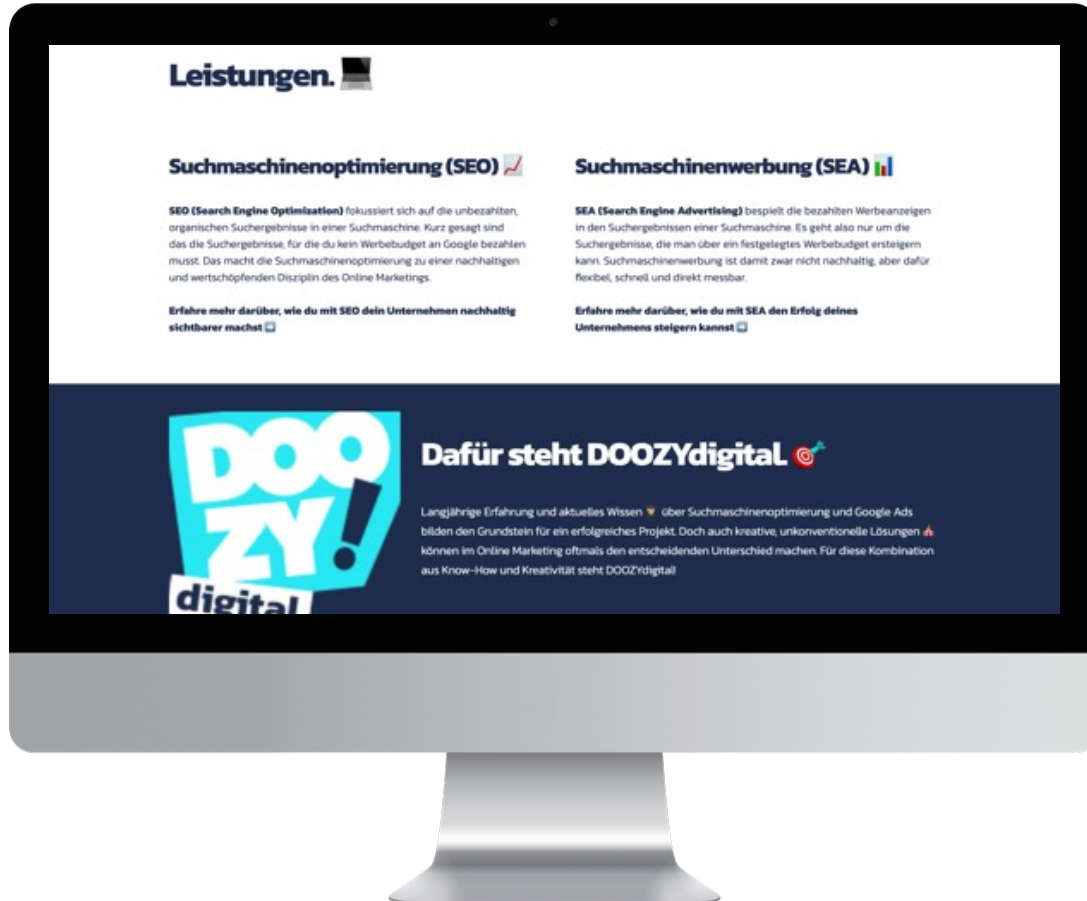 Leistungen. 💻
Suchmaschinenoptimierung (SEO) 📈
SEO (Search Engine Optimization) fokussiert sich auf die unbezahlten,
organischen Suchergebnisse in einer Suchmaschine. Kurz gesagt sind
das die Suchergebnisse, für die du kein Werbebudget an Google bezahlen
musst. Das macht die Suchmaschinenoptimierung zu einer nachhaltigen
und wertschöpfenden Disziplin des Online Marketings.
Erfahre mehr darüber, wie du mit SEO dein Unternehmen nachhaltig
sichtbarer machst ➡️
Suchmaschinenwerbung (SEA) 📊
SEA (Search Engine Advertising) bespielt die bezahlten Werbeanzeigen
in den Suchergebnissen einer Suchmaschine. Es geht also nur um die
Suchergebnisse, die man über ein festgelegtes Werbebudget ersteigern
kann. Suchmaschinenwerbung ist damit zwar nicht nachhaltig, aber dafür
flexibel, schnell und direkt messbar.
Erfahre mehr darüber, wie du mit SEA den Erfolg deines
Unternehmens steigern kannst ➡️
DOO
ZY!
digital
Dafür steht DOOZYdigital. 🎯
Langjährige Erfahrung und aktuelles Wissen über Suchmaschinenoptimierung und Google Ads
bilden den Grundstein für ein erfolgreiches Projekt. Doch auch kreative, unkonventionelle Lösungen 🎪
können im Online Marketing oftmals den entscheidenden Unterschied machen. Für diese Kombination
aus Know-How und Kreativität steht DOOZYdigital!